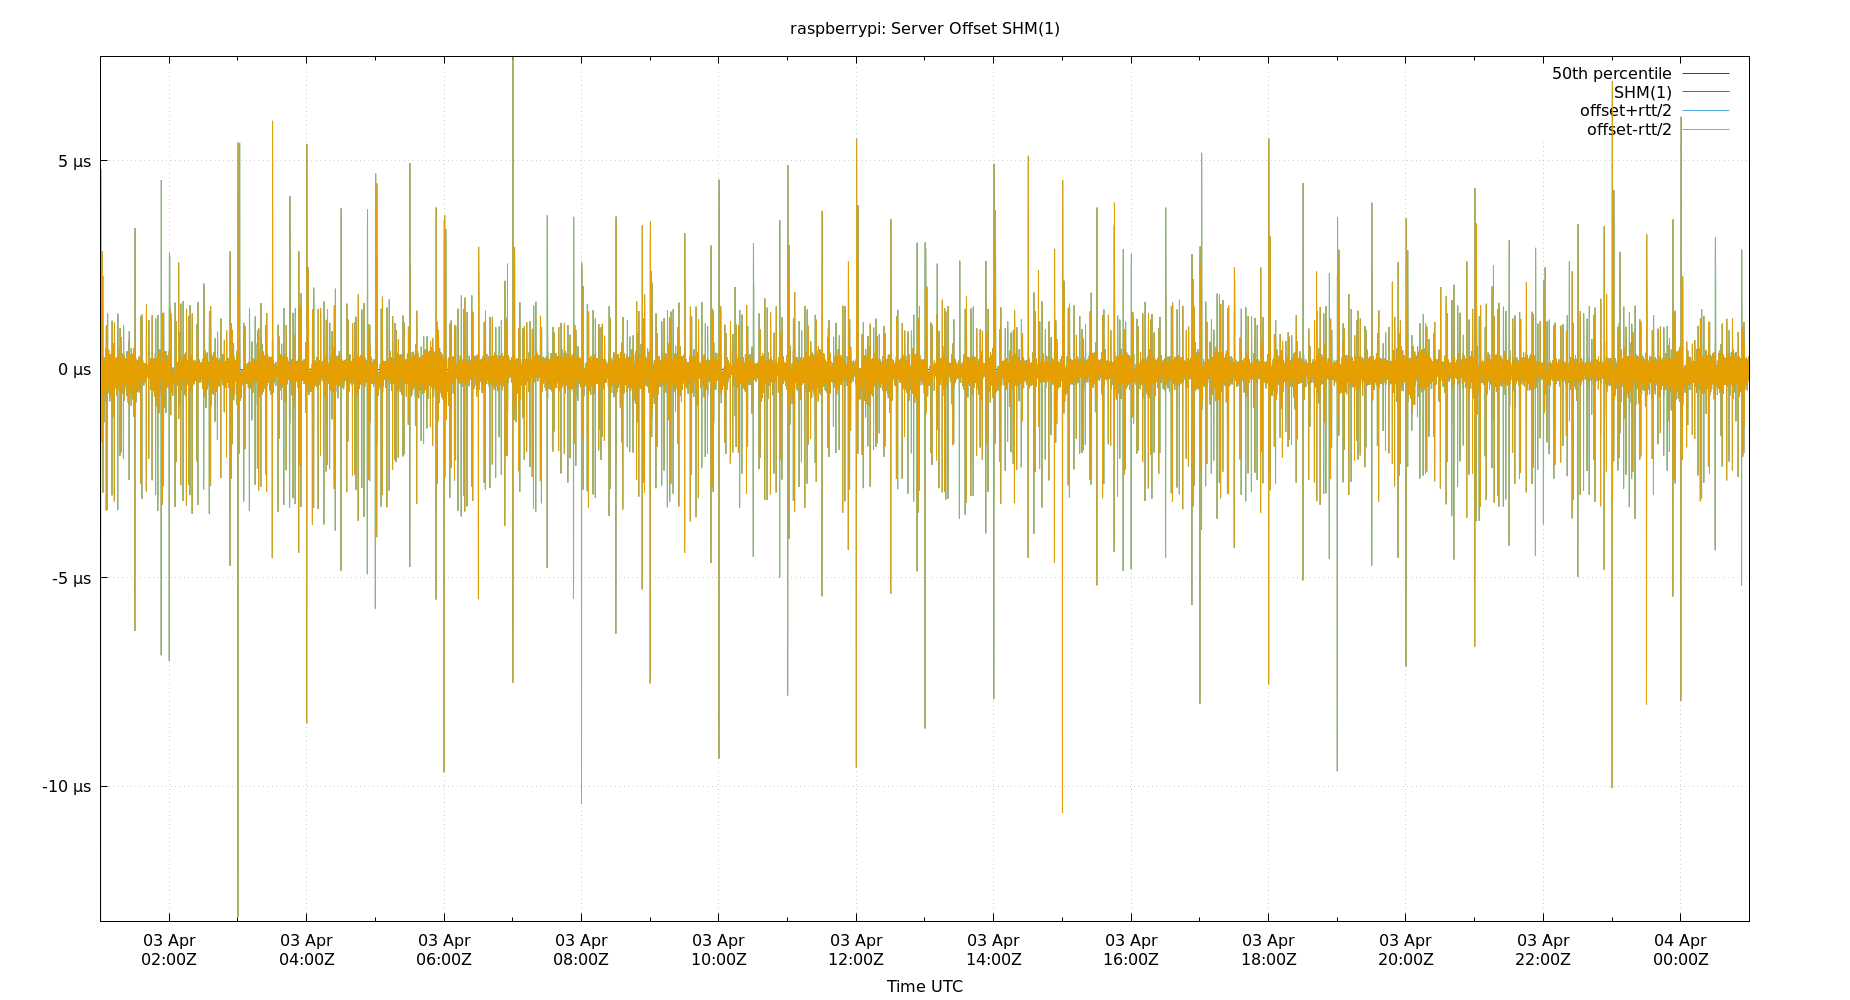 raspberrypi: Server Offset SHM(1)
50th percentile
SHM(1)
offset+rtt/2
offset-rtt/2
5 µs
0 µs
-5 µs
-10 µs
03 Apr 03 Apr 03 Apr 03 Apr 03 Apr 03 Apr 03 Apr 03 Apr 03 Apr 03 Apr 03 Apr 04 Apr
02:00Z 04:00Z 06:00Z 08:00Z 10:00Z 12:00Z 14:00Z 16:00Z 18:00Z 20:00Z 22:00Z 00:00Z
Time UTC